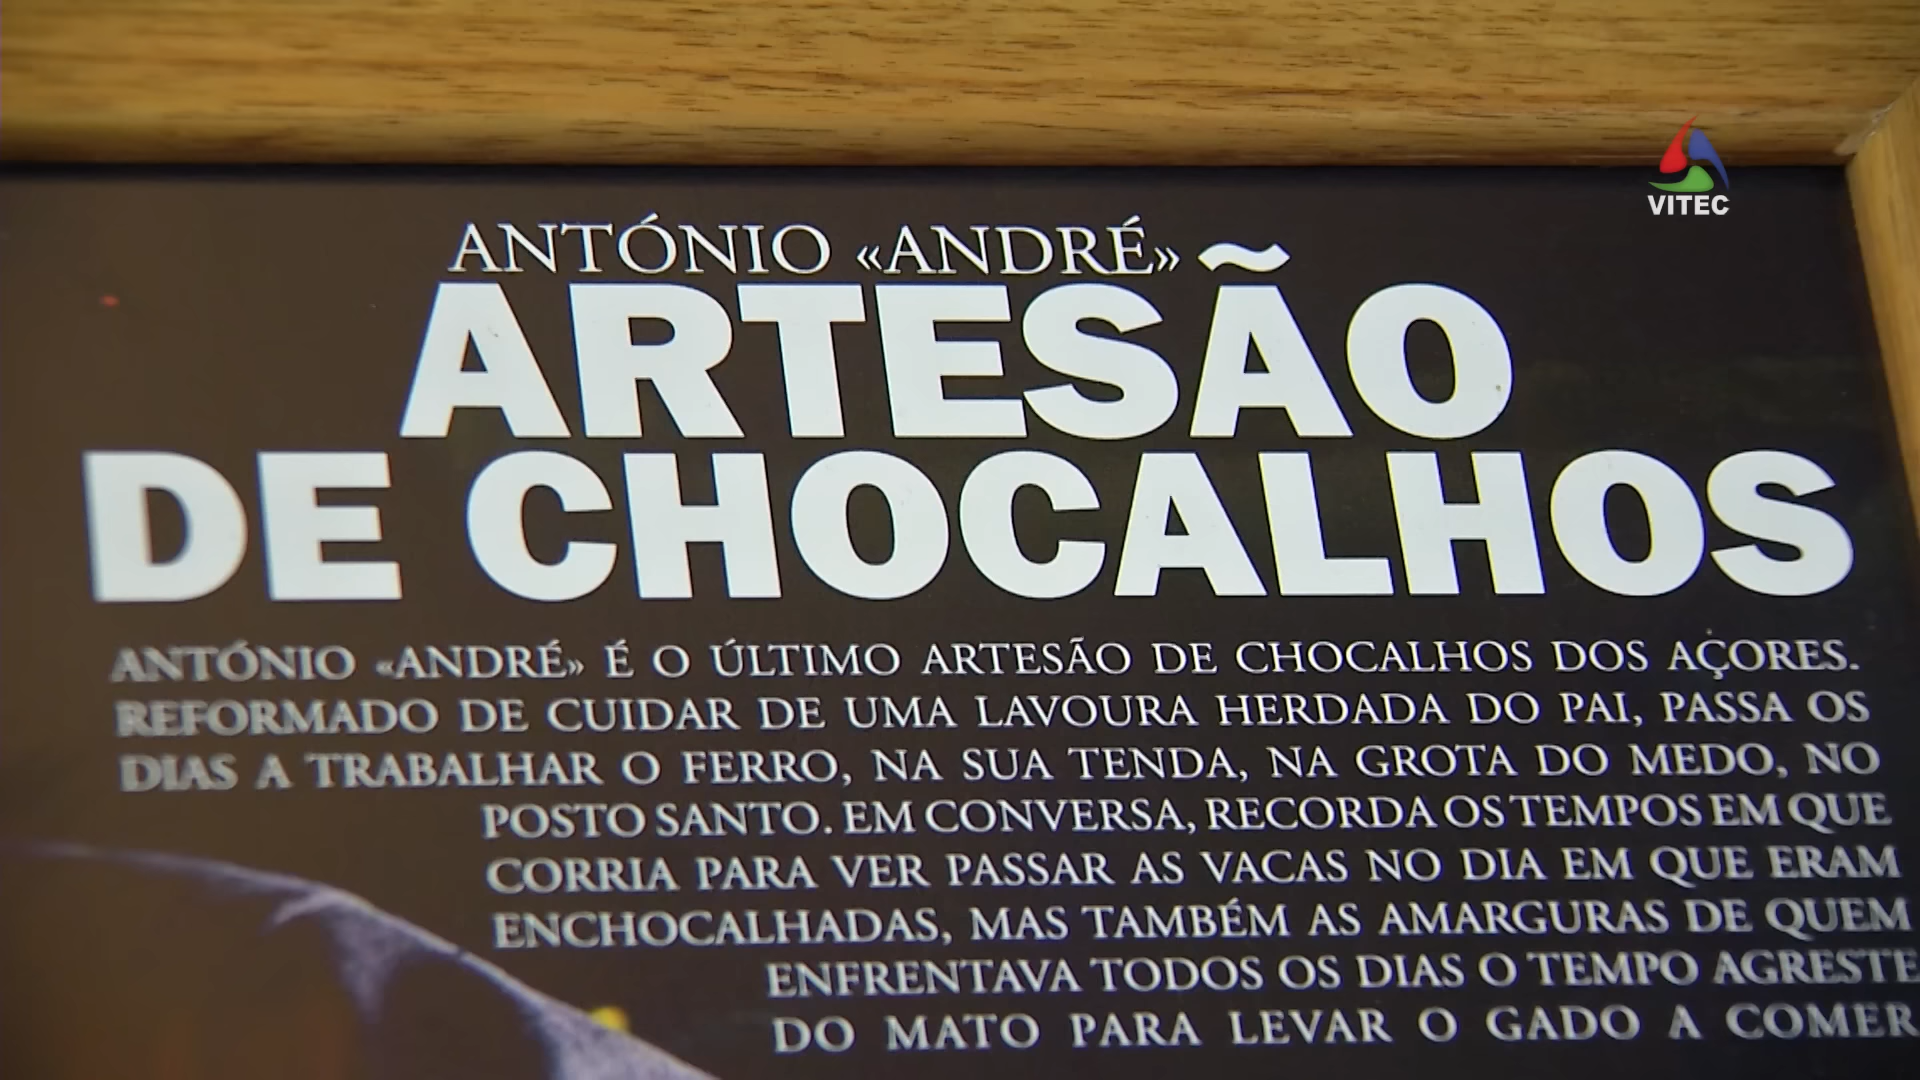 VITEC
ANTÓNIO «ANDRÉ»
ARTESÃO
DE CHOCALHOS
ANTÓNIO «ANDRÉ» É O ÚLTIMO ARTESÃO DE CHOCALHOS DOS AÇORES.
REFORMADO DE CUIDAR DE UMA LAVOURA HERDADA DO PAI, PASSA OS
DIAS A TRABALHAR O FERRO, NA SUA TENDA, NA GROTA DO MEDO, NO
POSTO SANTO. EM CONVERSA, RECORDA OS TEMPOS EM QUE
CORRIA PARA VER PASSAR AS VACAS NO DIA EM QUE ERAM
ENCHOCALHADAS, MAS TAMBÉM AS AMARGURAS DE QUEM
ENFRENTAVA TODOS OS DIAS O TEMPO AGRESTE
DO MATO PARA LEVAR O GADO A COMER